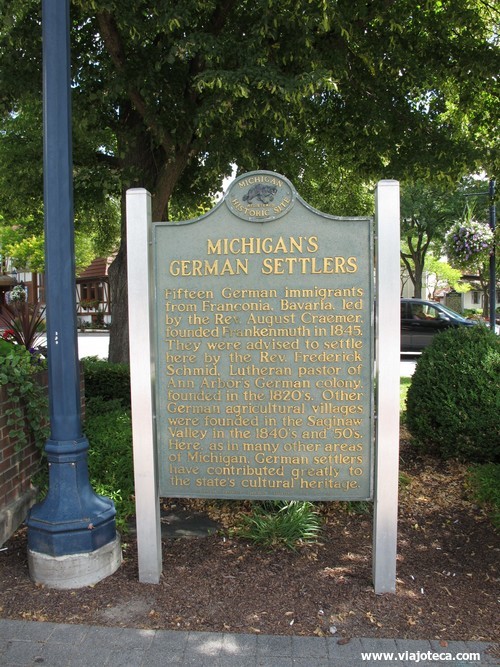 MICHIGAN
HISTORIC SITE
MICHIGAN'S
GERMAN SETTLERS
Fifteen German immigrants
from Franconia, Bavaria, led
by the Rev. August Craemer,
founded Frankenmuth in 1845.
They were advised to settle
here by the Rev. Frederick
Schmid, Lutheran pastor of
Ann Arbor's German colony,
founded in the 1820's. Other
German agricultural villages
were founded in the Saginaw
Valley in the 1840's and '50's.
Here, as in many other areas
of Michigan, German settlers
have contributed greatly to
the state's cultural heritage.
www.viajoteca.com